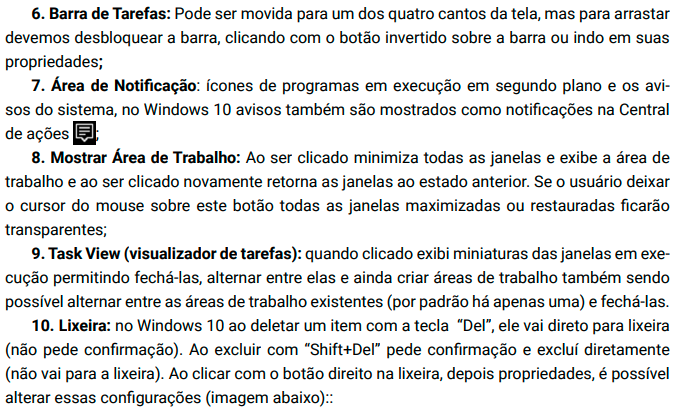 6. Barra de Tarefas: Pode ser movida para um dos quatro cantos da tela, mas para arrastar
devemos desbloquear a barra, clicando com o botão invertido sobre a barra ou indo em suas
propriedades;
7. Área de Notificação: ícones de programas em execução em segundo plano e os avi-
sos do sistema, no Windows 10 avisos também são mostrados como notificações na Central
de ações ;
8. Mostrar Área de Trabalho: Ao ser clicado minimiza todas as janelas e exibe a área de
trabalho e ao ser clicado novamente retorna as janelas ao estado anterior. Se o usuário deixar
o cursor do mouse sobre este botão todas as janelas maximizadas ou restauradas ficarão
transparentes;
9. Task View (visualizador de tarefas): quando clicado exibi miniaturas das janelas em exe-
cução permitindo fechá-las, alternar entre elas e ainda criar áreas de trabalho também sendo
possível alternar entre as áreas de trabalho existentes (por padrão há apenas uma) e fechá-las.
10. Lixeira: no Windows 10 ao deletar um item com a tecla “Del”, ele vai direto para lixeira
(não pede confirmação). Ao excluir com “Shift+Del” pede confirmação e excluí diretamente
(não vai para a lixeira). Ao clicar com o botão direito na lixeira, depois propriedades, é possível
alterar essas configurações (imagem abaixo)::